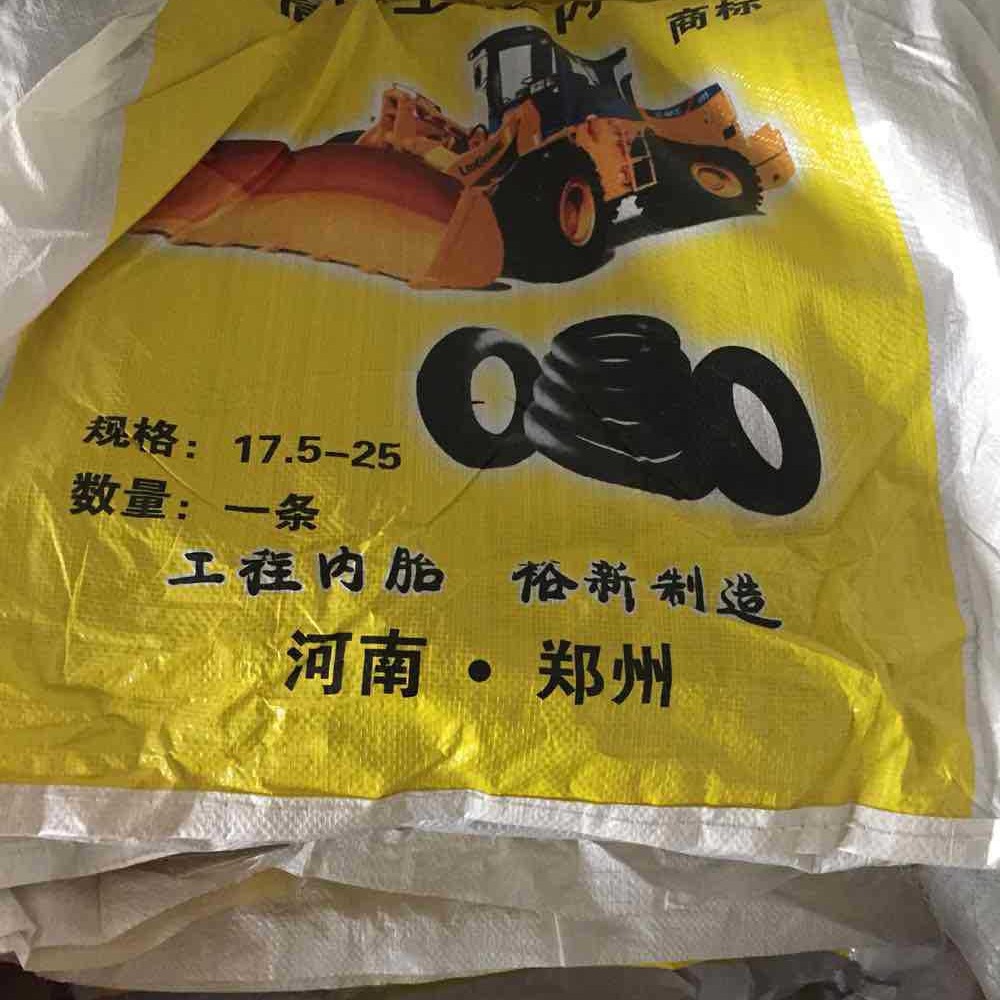 商标
规格：17.5-25
数量：一条
工程内胎 裕新制造
河南·郑州